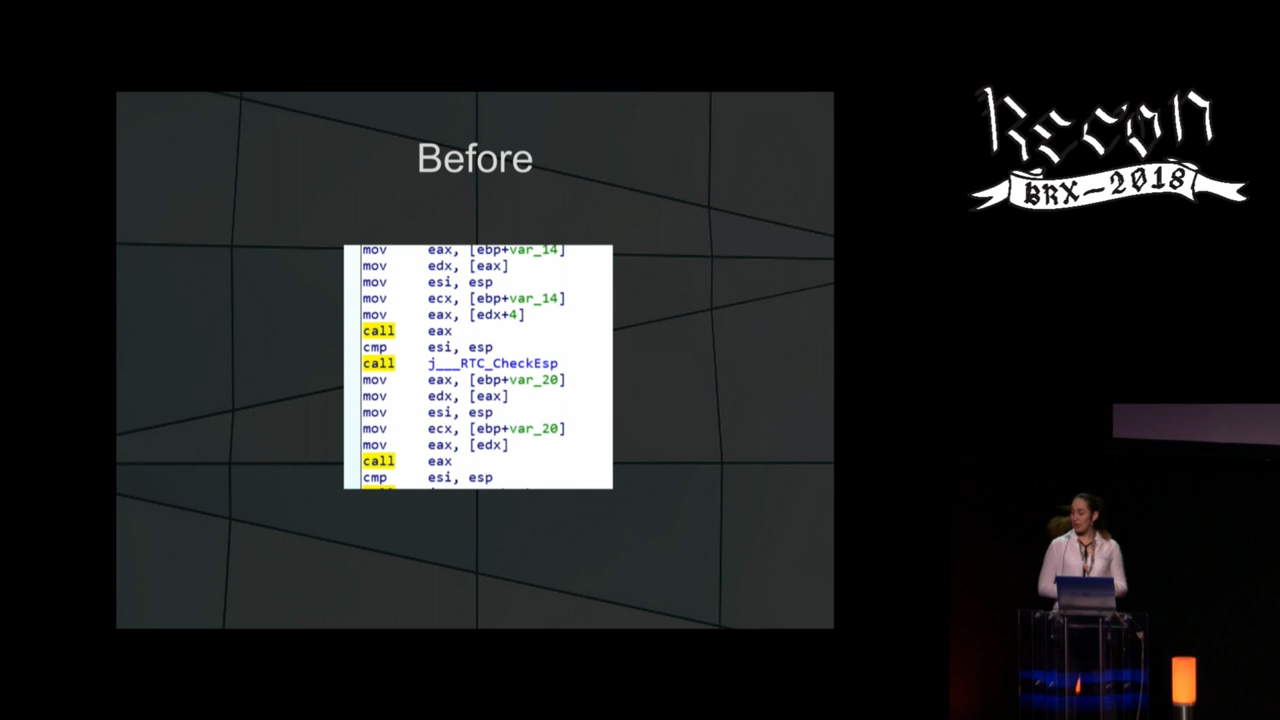 Before
mov eax, [ebp+var_14]
mov edx, [eax]
mov esi, esp
mov ecx, [ebp+var_14]
mov eax, [edx+4]
call eax
cmp esi, esp
call j___RTC_CheckEsp
mov eax, [ebp+var_20]
mov edx, [eax]
mov esi, esp
mov ecx, [ebp+var_20]
mov eax, [edx]
call eax
cmp esi, esp
Recon
BRX-2018